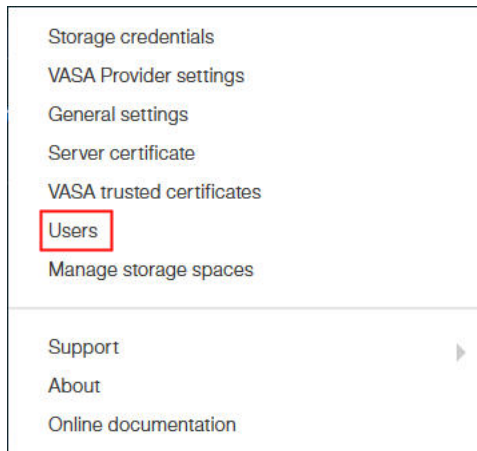 Storage credentials
VASA Provider settings
General settings
Server certificate
VASA trusted certificates
Users
Manage storage spaces
Support
About
Online documentation